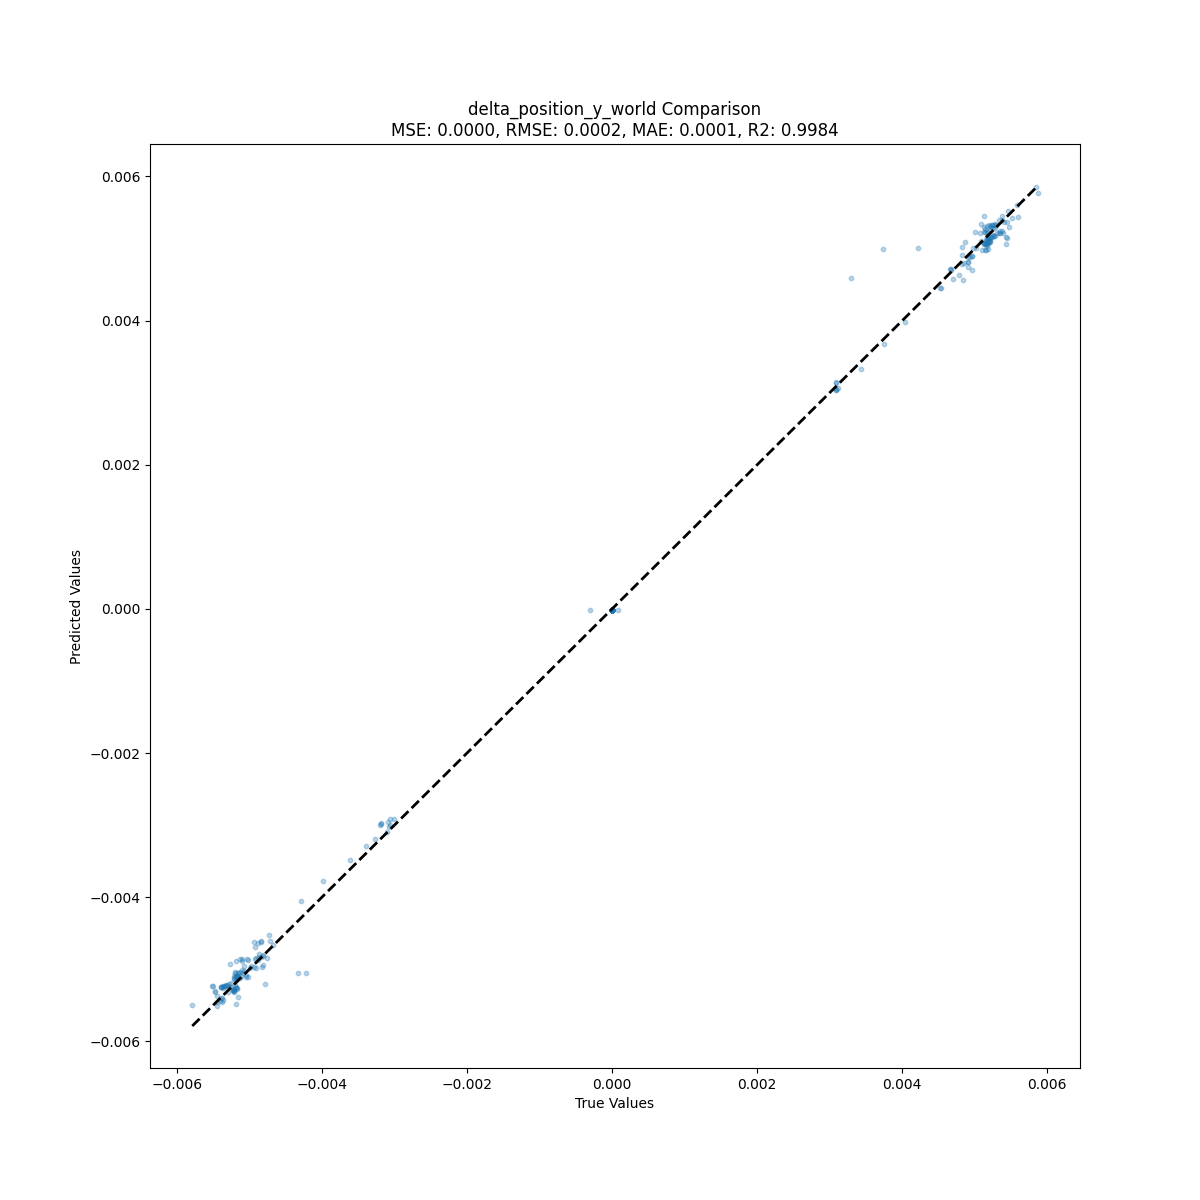 delta_position_y_world Comparison
MSE: 0.0000, RMSE: 0.0002, MAE: 0.0001, R2: 0.9984
0.006
0.004
0.002
0.000
−0.002
−0.004
−0.006
Predicted Values
−0.006 −0.004 −0.002 0.000 0.002 0.004 0.006
True Values